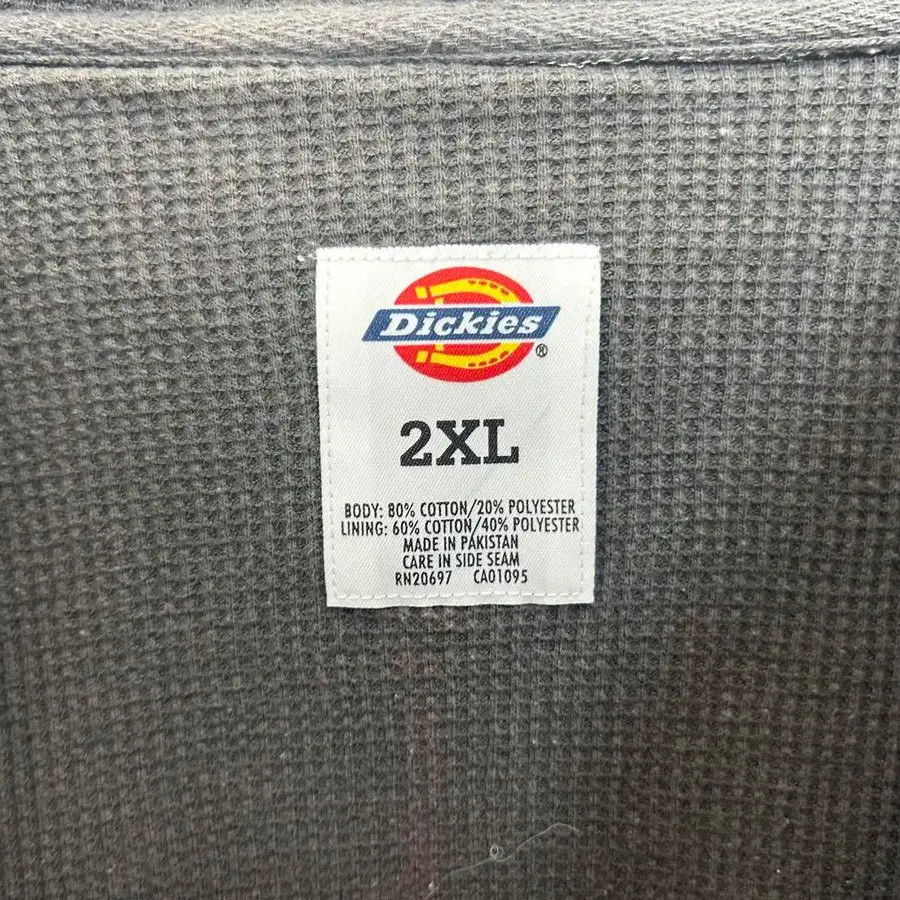 Dickies®
2XL
BODY: 80% COTTON/20% POLYESTER
LINING: 60% COTTON/40% POLYESTER
MADE IN PAKISTAN
CARE IN SIDE SEAM
RN20697 CA01095